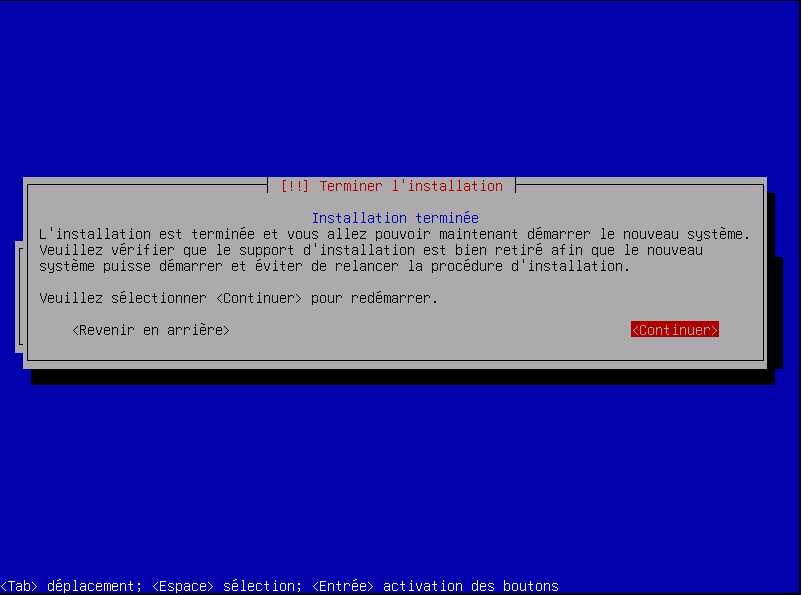 [!!] Terminer l'installation
Installation terminée
L'installation est terminée et vous allez pouvoir maintenant démarrer le nouveau système.
Veuillez vérifier que le support d'installation est bien retiré afin que le nouveau
système puisse démarrer et éviter de relancer la procédure d'installation.
Veuillez sélectionner <Continuer> pour redémarrer.
<Revenir en arrière> <Continuer>
<Tab> déplacement; <Espace> sélection; <Entrée> activation des boutons